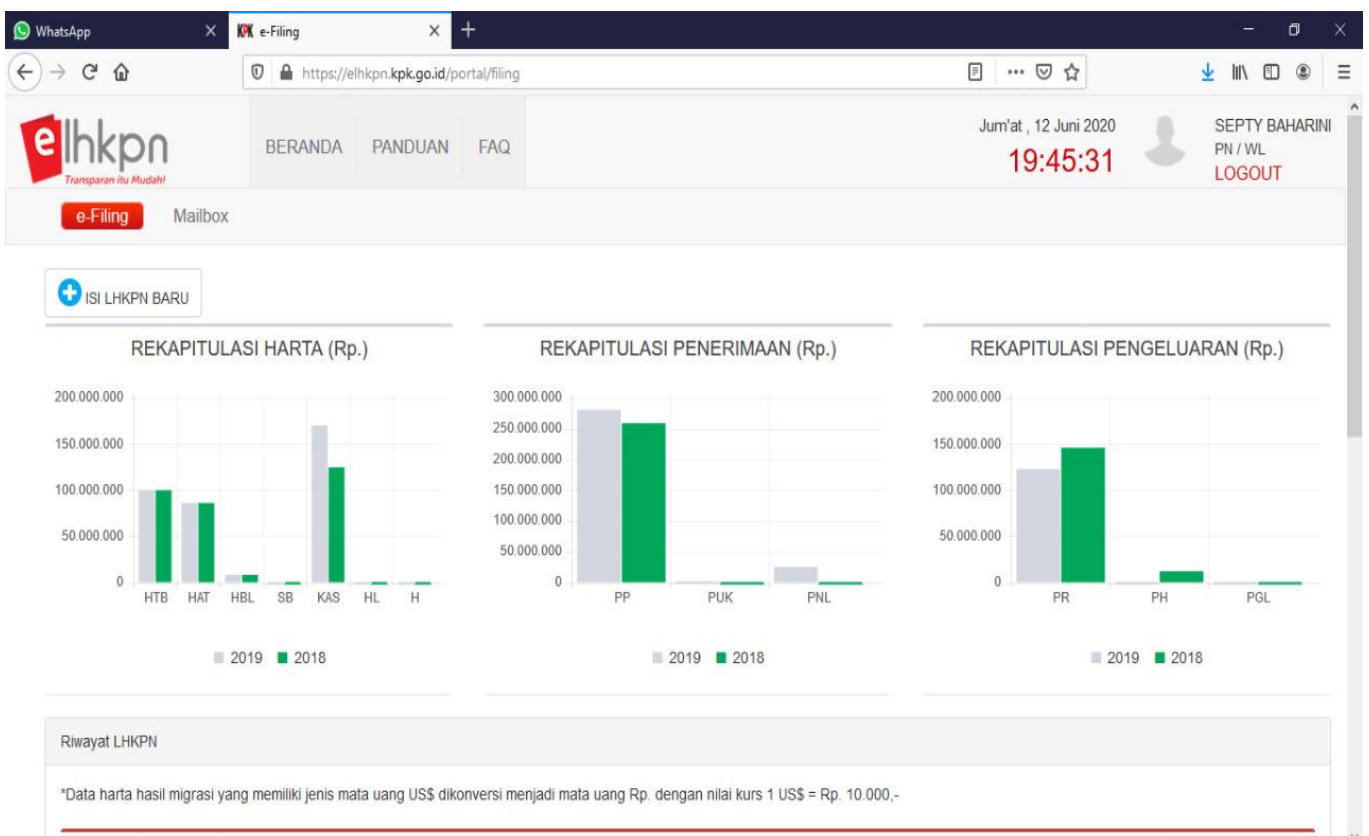 WhatsApp
KPK e-Filing
https://elhkpn.kpk.go.id/portal/filing
elhkpn
Transparan itu Mudah!
BERANDA PANDUAN FAQ
Jum'at , 12 Juni 2020
19:45:31
SEPTY BAHARINI
PN / WL
LOGOUT
e-Filing Mailbox
ISI LHKPN BARU
REKAPITULASI HARTA (Rp.)
200.000.000
150.000.000
100.000.000
50.000.000
0
HTB HAT HBL SB KAS HL H
2019 2018
REKAPITULASI PENERIMAAN (Rp.)
300.000.000
250.000.000
200.000.000
150.000.000
100.000.000
50.000.000
0
PP PUK PNL
2019 2018
REKAPITULASI PENGELUARAN (Rp.)
200.000.000
150.000.000
100.000.000
50.000.000
0
PR PH PGL
2019 2018
Riwayat LHKPN
*Data harta hasil migrasi yang memiliki jenis mata uang US$ dikonversi menjadi mata uang Rp. dengan nilai kurs 1 US$ = Rp. 10.000,-